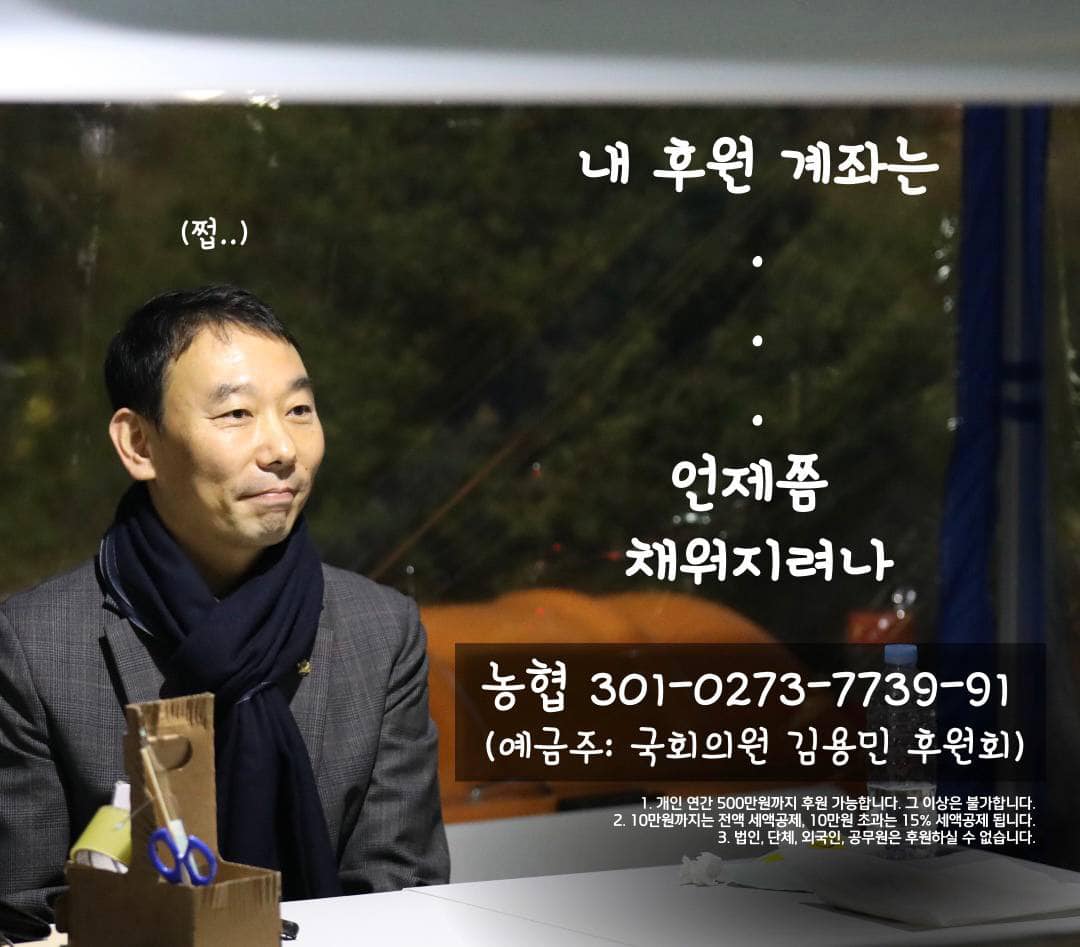 (쩝..)
내 후원 계좌는
.
.
.
언제쯤
채워지려나
농협 301-0273-7739-91
(예금주: 국회의원 김용민 후원회)
1. 개인 연간 500만원까지 후원 가능합니다. 그 이상은 불가합니다.
2. 10만원까지는 전액 세액공제, 10만원 초과는 15% 세액공제 됩니다.
3. 법인, 단체, 외국인, 공무원은 후원하실 수 없습니다.